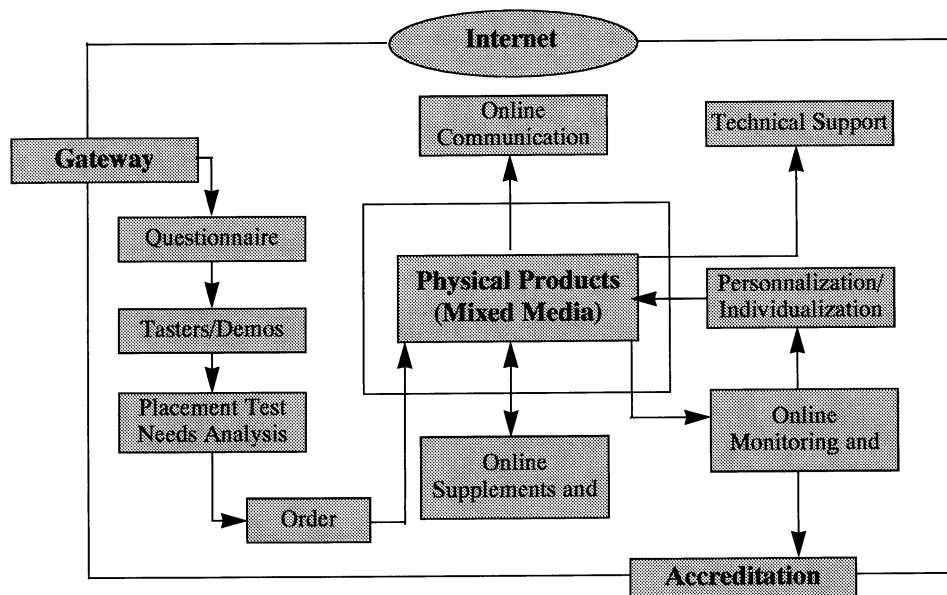 Internet
Online
Communication
Technical Support
Gateway
Questionnaire
Physical Products
(Mixed Media)
Personnalization/
Individualization
Tasters/Demos
Placement Test
Needs Analysis
Online
Monitoring and
Online
Supplements and
Order
Accreditation